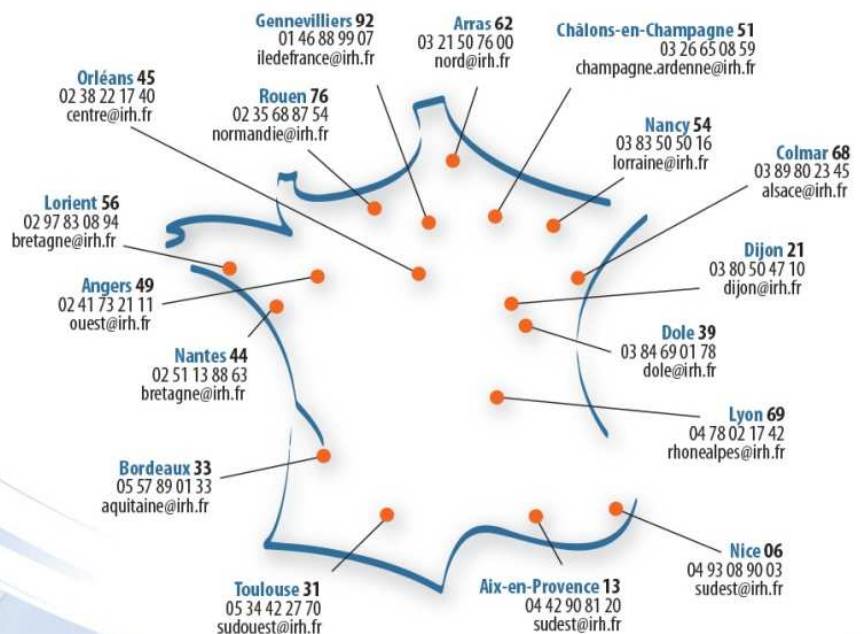 Gennevilliers 92
01 46 88 99 07
iledefrance@irh.fr
Arras 62
03 21 50 76 00
nord@irh.fr
Châlons-en-Champagne 51
03 26 65 08 59
champagne.ardenne@irh.fr
Orléans 45
02 38 22 17 40
centre@irh.fr
Rouen 76
02 35 68 87 54
normandie@irh.fr
Nancy 54
03 83 50 50 16
lorraine@irh.fr
Colmar 68
03 89 80 23 45
alsace@irh.fr
Lorient 56
02 97 83 08 94
bretagne@irh.fr
Dijon 21
03 80 50 47 10
dijon@irh.fr
Angers 49
02 41 73 21 11
ouest@irh.fr
Dole 39
03 84 69 01 78
dole@irh.fr
Nantes 44
02 51 13 88 63
bretagne@irh.fr
Lyon 69
04 78 02 17 42
rhonealpes@irh.fr
Bordeaux 33
05 57 89 01 33
aquitaine@irh.fr
Nice 06
04 93 08 90 03
sudest@irh.fr
Toulouse 31
05 34 42 27 70
sudouest@irh.fr
Aix-en-Provence 13
04 42 90 81 20
sudest@irh.fr